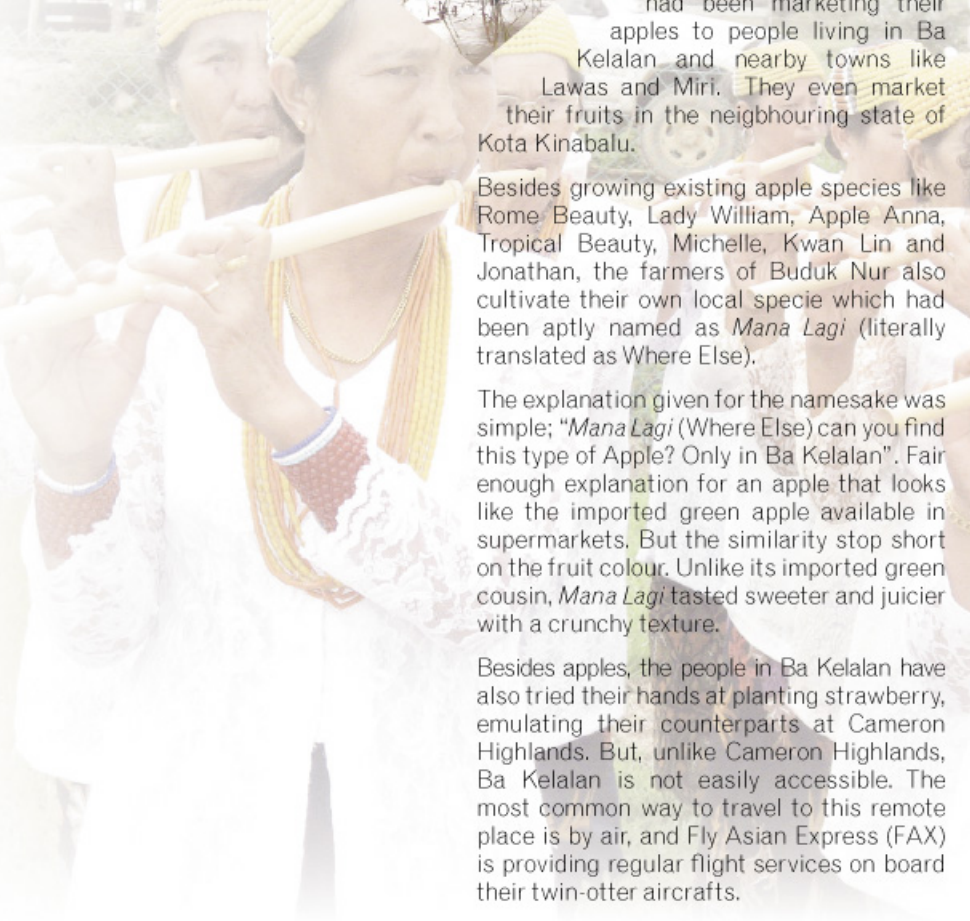 had been marketing their
apples to people living in Ba
Kelalan and nearby towns like
Lawas and Miri. They even market
their fruits in the neigbhouring state of
Kota Kinabalu.
Besides growing existing apple species like
Rome Beauty, Lady William, Apple Anna,
Tropical Beauty, Michelle, Kwan Lin and
Jonathan, the farmers of Buduk Nur also
cultivate their own local specie which had
been aptly named as Mana Lagi (literally
translated as Where Else).
The explanation given for the namesake was
simple; “Mana Lagi (Where Else) can you find
this type of Apple? Only in Ba Kelalan”. Fair
enough explanation for an apple that looks
like the imported green apple available in
supermarkets. But the similarity stop short
on the fruit colour. Unlike its imported green
cousin, Mana Lagi tasted sweeter and juicier
with a crunchy texture.
Besides apples, the people in Ba Kelalan have
also tried their hands at planting strawberry,
emulating their counterparts at Cameron
Highlands. But, unlike Cameron Highlands,
Ba Kelalan is not easily accessible. The
most common way to travel to this remote
place is by air, and Fly Asian Express (FAX)
is providing regular flight services on board
their twin-otter aircrafts.